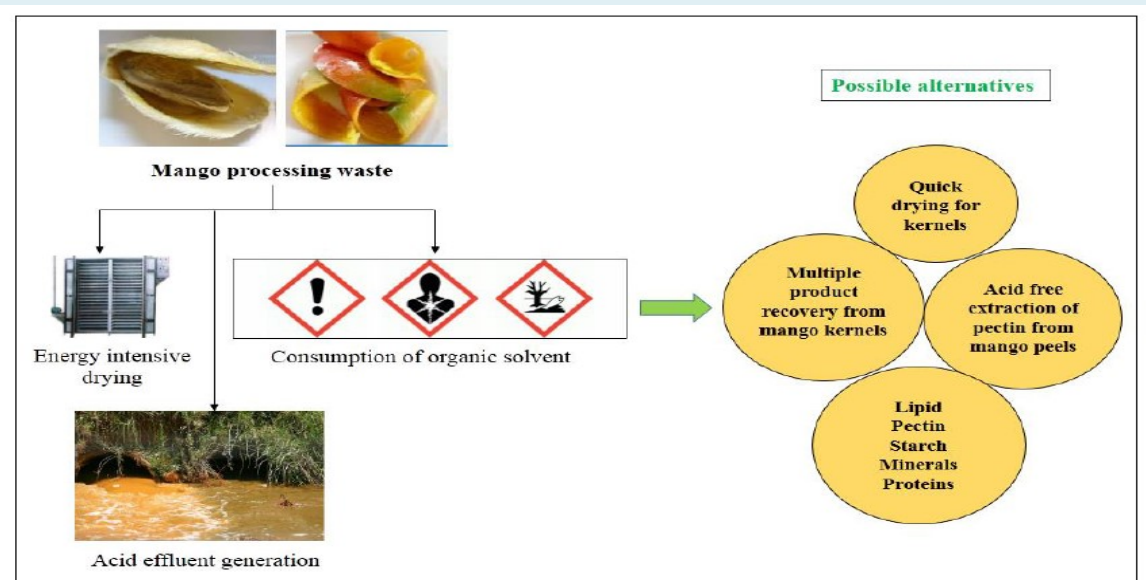 Mango processing waste
Energy intensive
drying
Consumption of organic solvent
Acid effluent generation
Possible alternatives
Quick
drying for
kernels
Multiple
product
recovery from
mango kernels
Acid free
extraction of
pectin from
mango peels
Lipid
Pectin
Starch
Minerals
Proteins